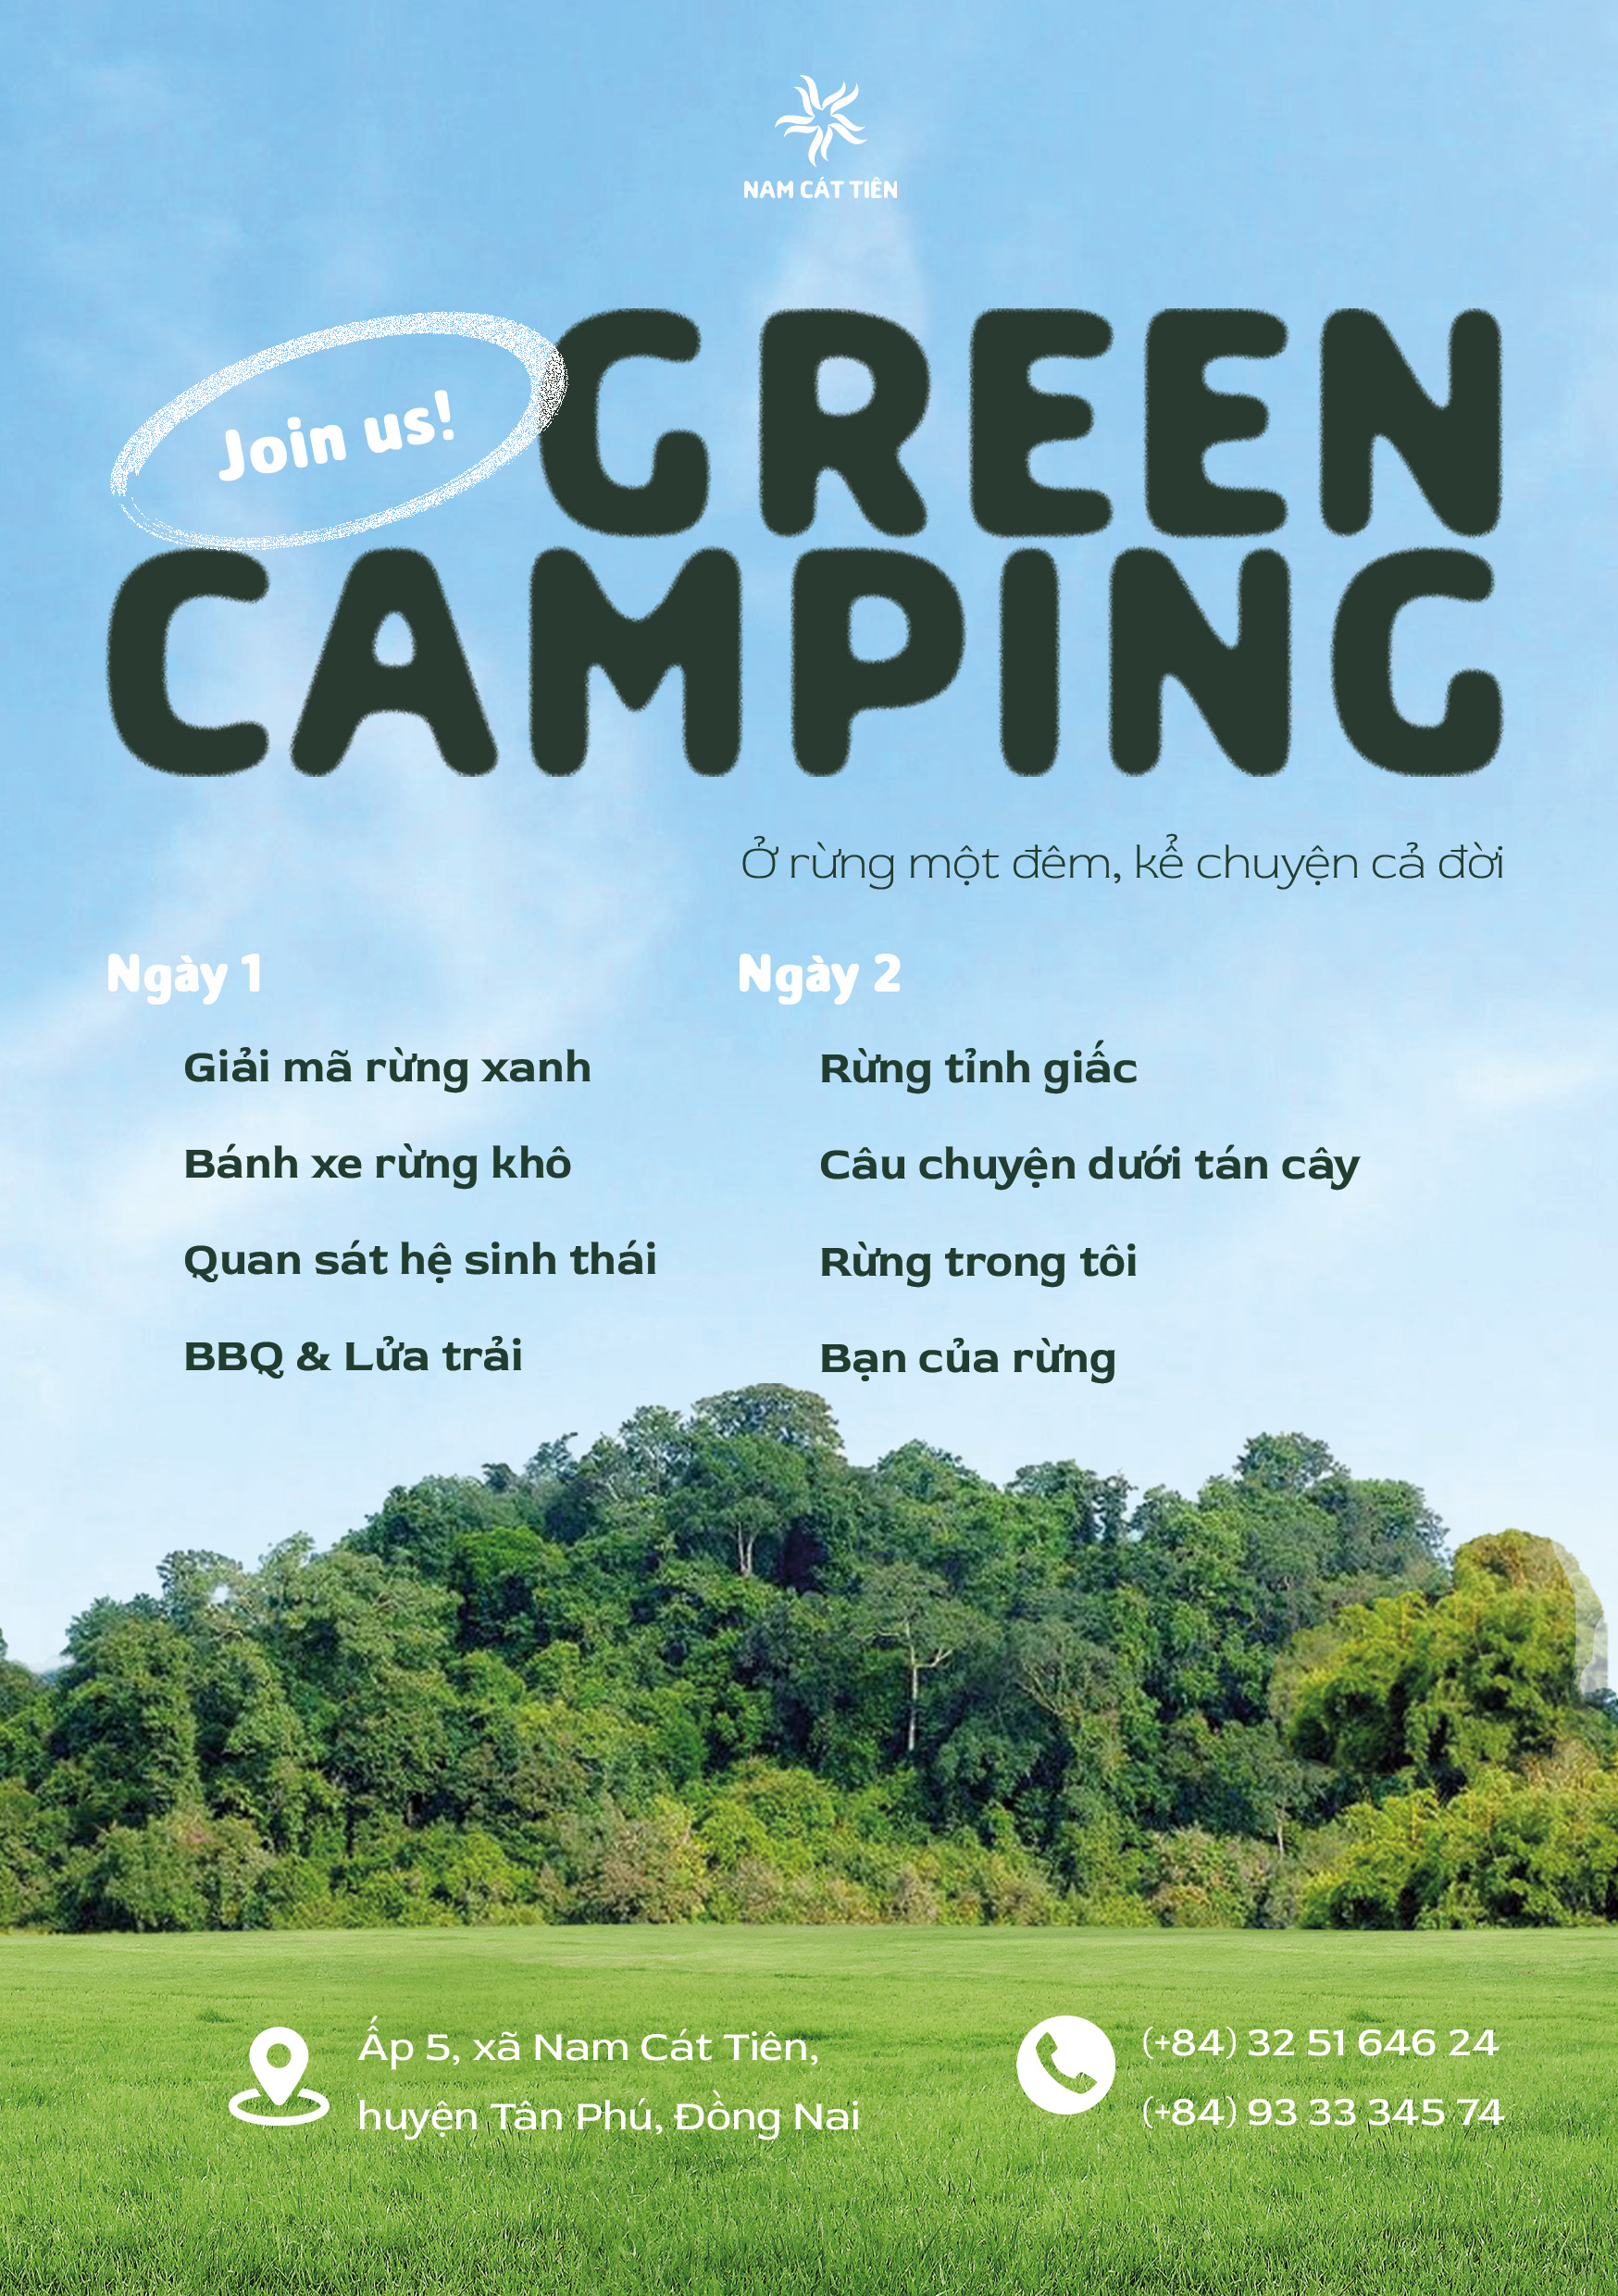 NAM CÁT TIÊN
Join us!
GREEN
CAMPING
Ở rừng một đêm, kể chuyện cả đời
Ngày 1
Giải mã rừng xanh
Bánh xe rừng khô
Quan sát hệ sinh thái
BBQ & Lửa trải
Ngày 2
Rừng tỉnh giấc
Câu chuyện dưới tán cây
Rừng trong tôi
Bạn của rừng
Ấp 5, xã Nam Cát Tiên,
huyện Tân Phú, Đồng Nai
(+84) 32 51 646 24
(+84) 93 33 345 74